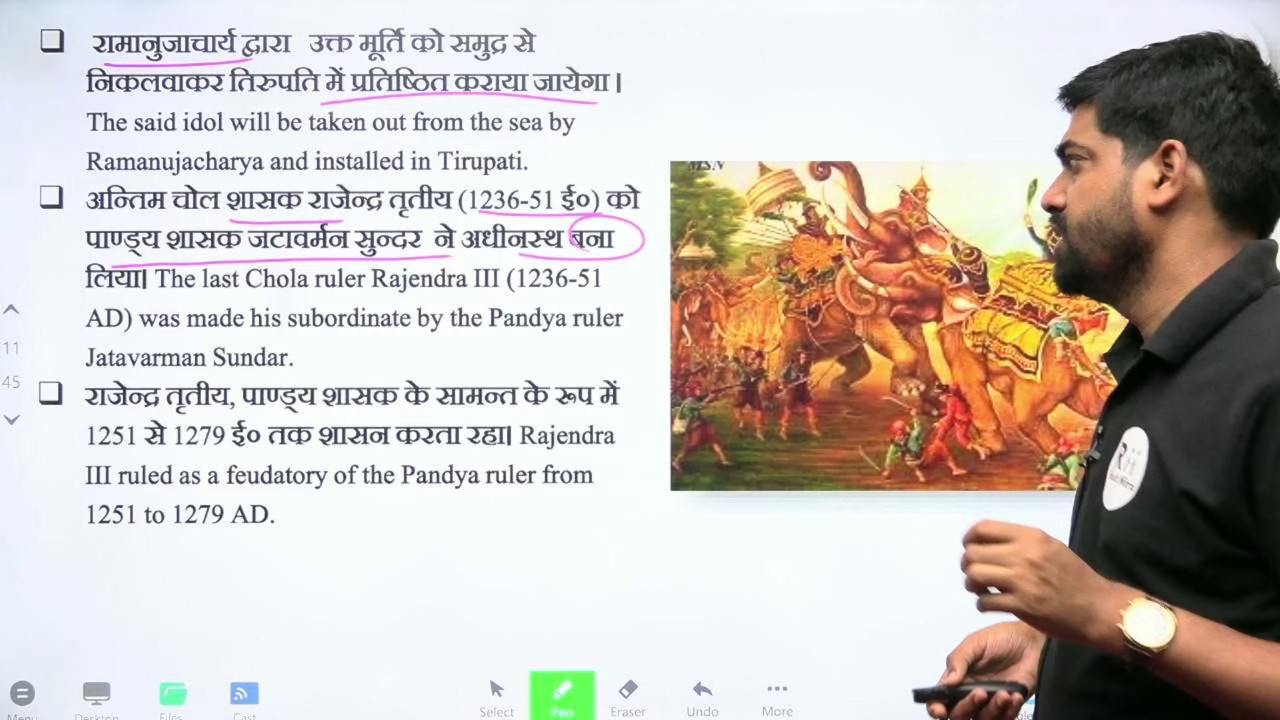 रामानुजाचार्य द्वारा उक्त मूर्ति को समुद्र से
निकलवाकर तिरुपति में प्रतिष्ठित कराया जायेगा।
The said idol will be taken out from the sea by
Ramanujacharya and installed in Tirupati.
अन्तिम चोल शासक राजेन्द्र तृतीय (1236-51 ई०) को
पाण्ड्य शासक जटावर्मन सुन्दर ने अधीनस्थ बना
लिया। The last Chola ruler Rajendra III (1236-51
AD) was made his subordinate by the Pandya ruler
Jatavarman Sundar.
राजेन्द्र तृतीय, पाण्ड्य शासक के सामन्त के रूप में
1251 से 1279 ई० तक शासन करता रहा। Rajendra
III ruled as a feudatory of the Pandya ruler from
1251 to 1279 AD.
MSN
11
45
Menu
Desktop
Files
Cast
Select
Pen
Eraser
Undo
More